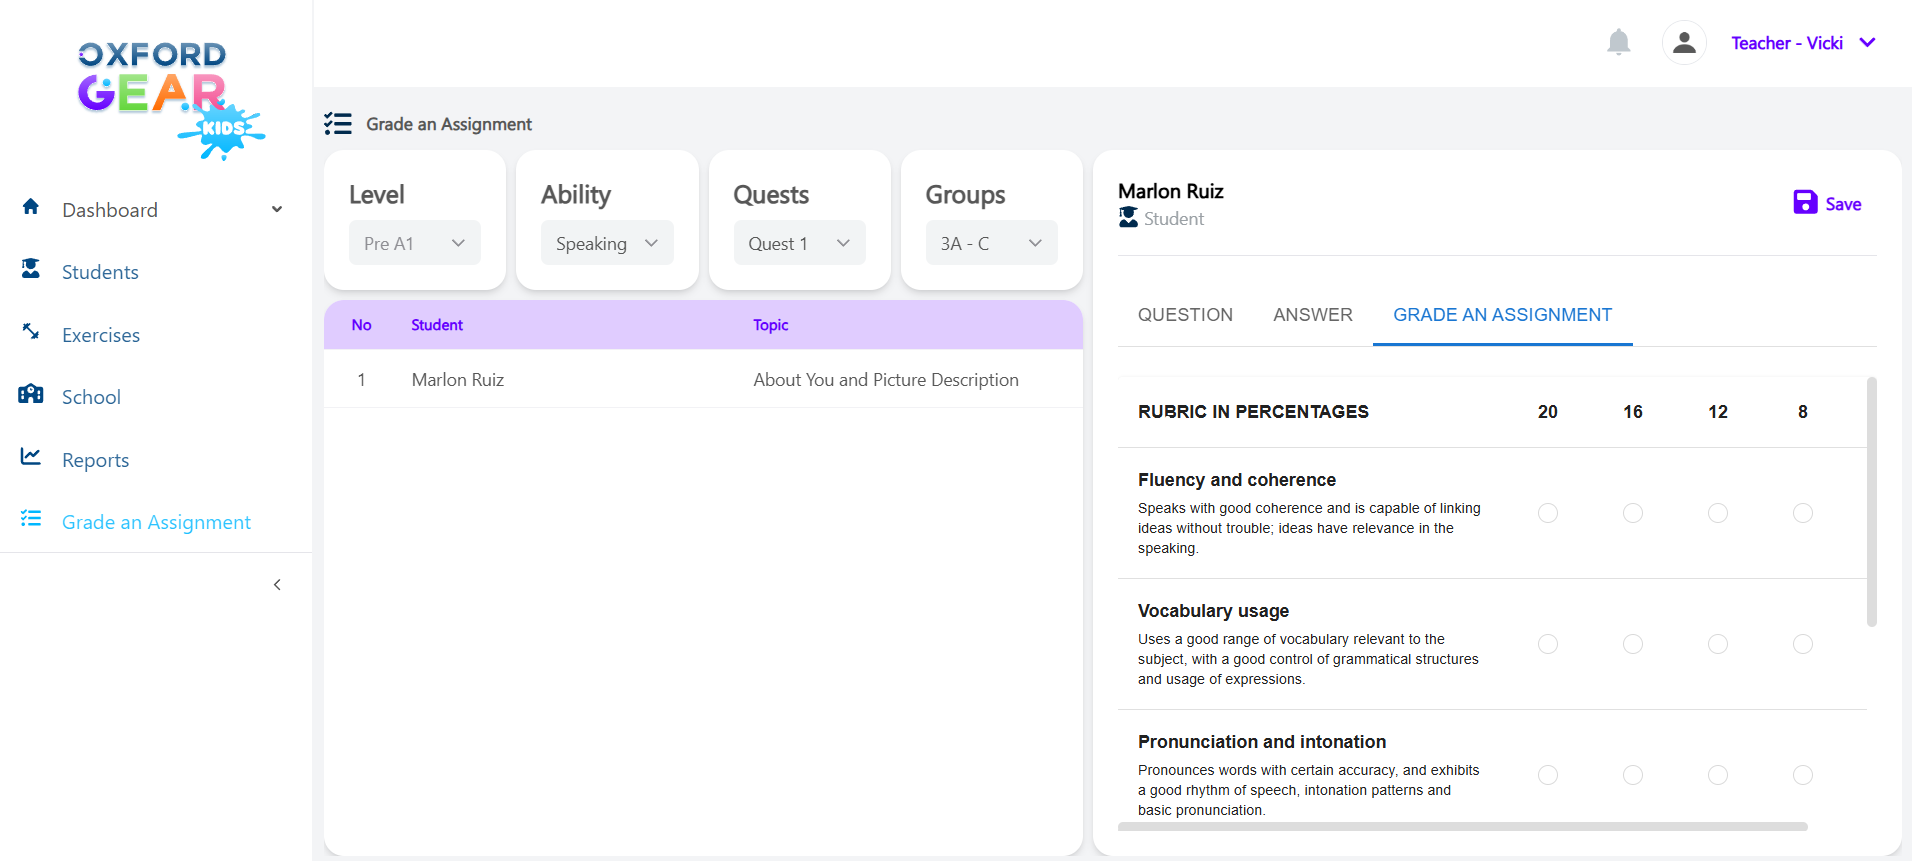 OXFORD
GEAR
KIDS
Dashboard
Students
Exercises
School
Reports
Grade an Assignment
Teacher - Vicki
Grade an Assignment
Level
Pre A1
Ability
Speaking
Quests
Quest 1
Groups
3A - C
No Student Topic
1 Marlon Ruiz About You and Picture Description
Marlon Ruiz
Student
Save
QUESTION ANSWER GRADE AN ASSIGNMENT
RUBRIC IN PERCENTAGES 20 16 12 8
Fluency and coherence
Speaks with good coherence and is capable of linking
ideas without trouble; ideas have relevance in the
speaking.
Vocabulary usage
Uses a good range of vocabulary relevant to the
subject, with a good control of grammatical structures
and usage of expressions.
Pronunciation and intonation
Pronounces words with certain accuracy, and exhibits
a good rhythm of speech, intonation patterns and
basic pronunciation.